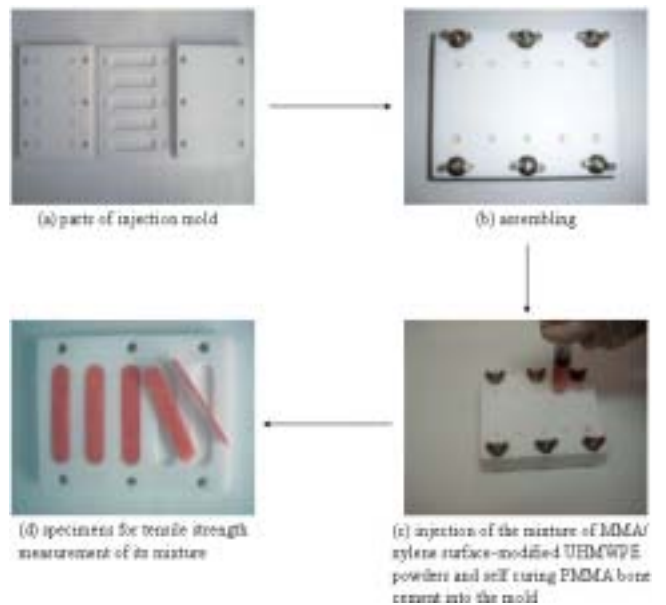 (a) parts of injection mold
(b) assembling
(d) specimens for tensile strength
measurement of its mixture
(c) injection of the mixture of MMA/
xylene surface-modified UHMWPE
powders and self curing PMMA bone
cement into the mold